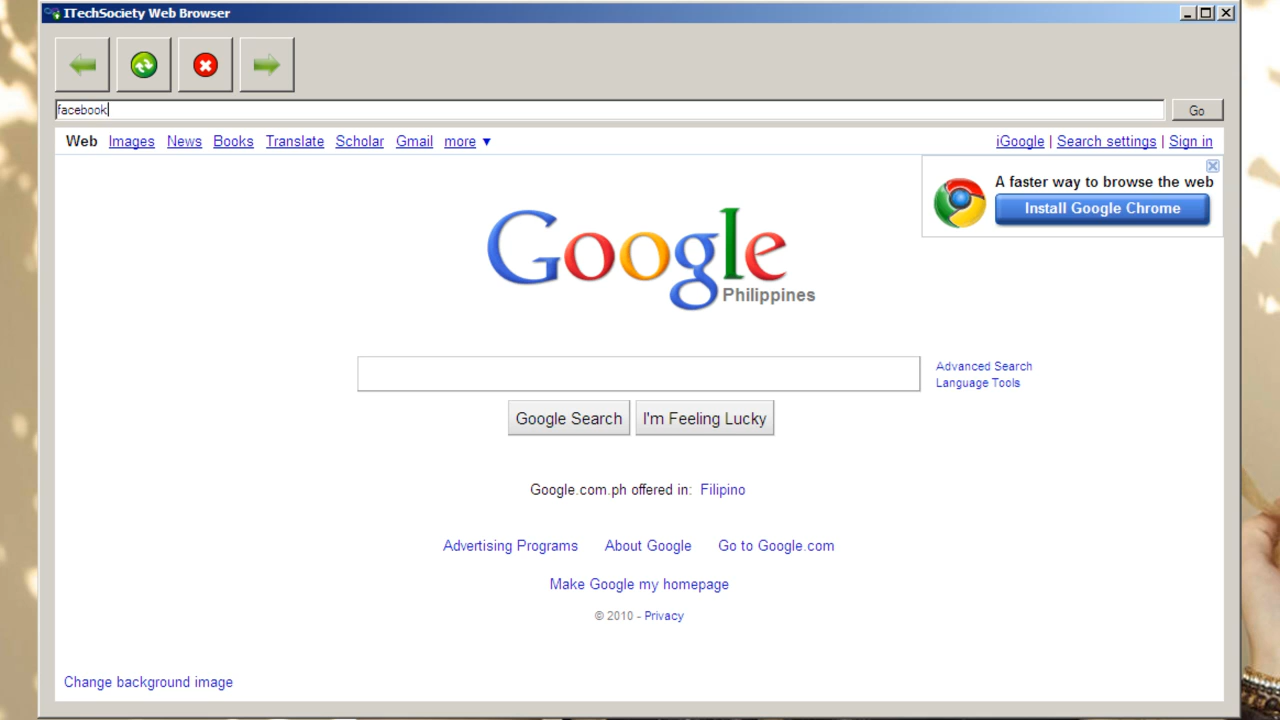 ITechSociety Web Browser
facebook
Go
Web Images News Books Translate Scholar Gmail more ▼ iGoogle | Search settings | Sign in
A faster way to browse the web
Install Google Chrome
Google
Philippines
Advanced Search
Language Tools
Google Search I'm Feeling Lucky
Google.com.ph offered in: Filipino
Advertising Programs About Google Go to Google.com
Make Google my homepage
© 2010 - Privacy
Change background image